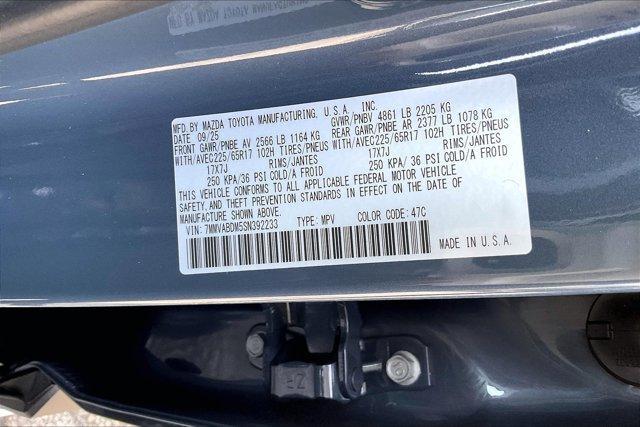 MFD. BY MAZDA TOYOTA MANUFACTURING, U.S.A., INC.
DATE 09/25 GVWR/PNBV 4861 LB 2205 KG
FRONT GAWR/PNBE AV 2566 LB 1164 KG REAR GAWR/PNBE AR 2377 LB 1078 KG
WITH/AVEC225/65R17 102H TIRES/PNEUS WITH/AVEC225/65R17 102H TIRES/PNEUS
17X7J RIMS/JANTES 17X7J RIMS/JANTES
250 KPA/36 PSI COLD/A FROID 250 KPA/36 PSI COLD/A FROID
THIS VEHICLE CONFORMS TO ALL APPLICABLE FEDERAL MOTOR VEHICLE
SAFETY, AND THEFT PREVENTION STANDARDS IN EFFECT ON THE DATE OF
MANUFACTURE SHOWN ABOVE.
VIN: 7MMVABDM5SN392233 TYPE: MPV COLOR CODE: 47C
MADE IN U.S.A.